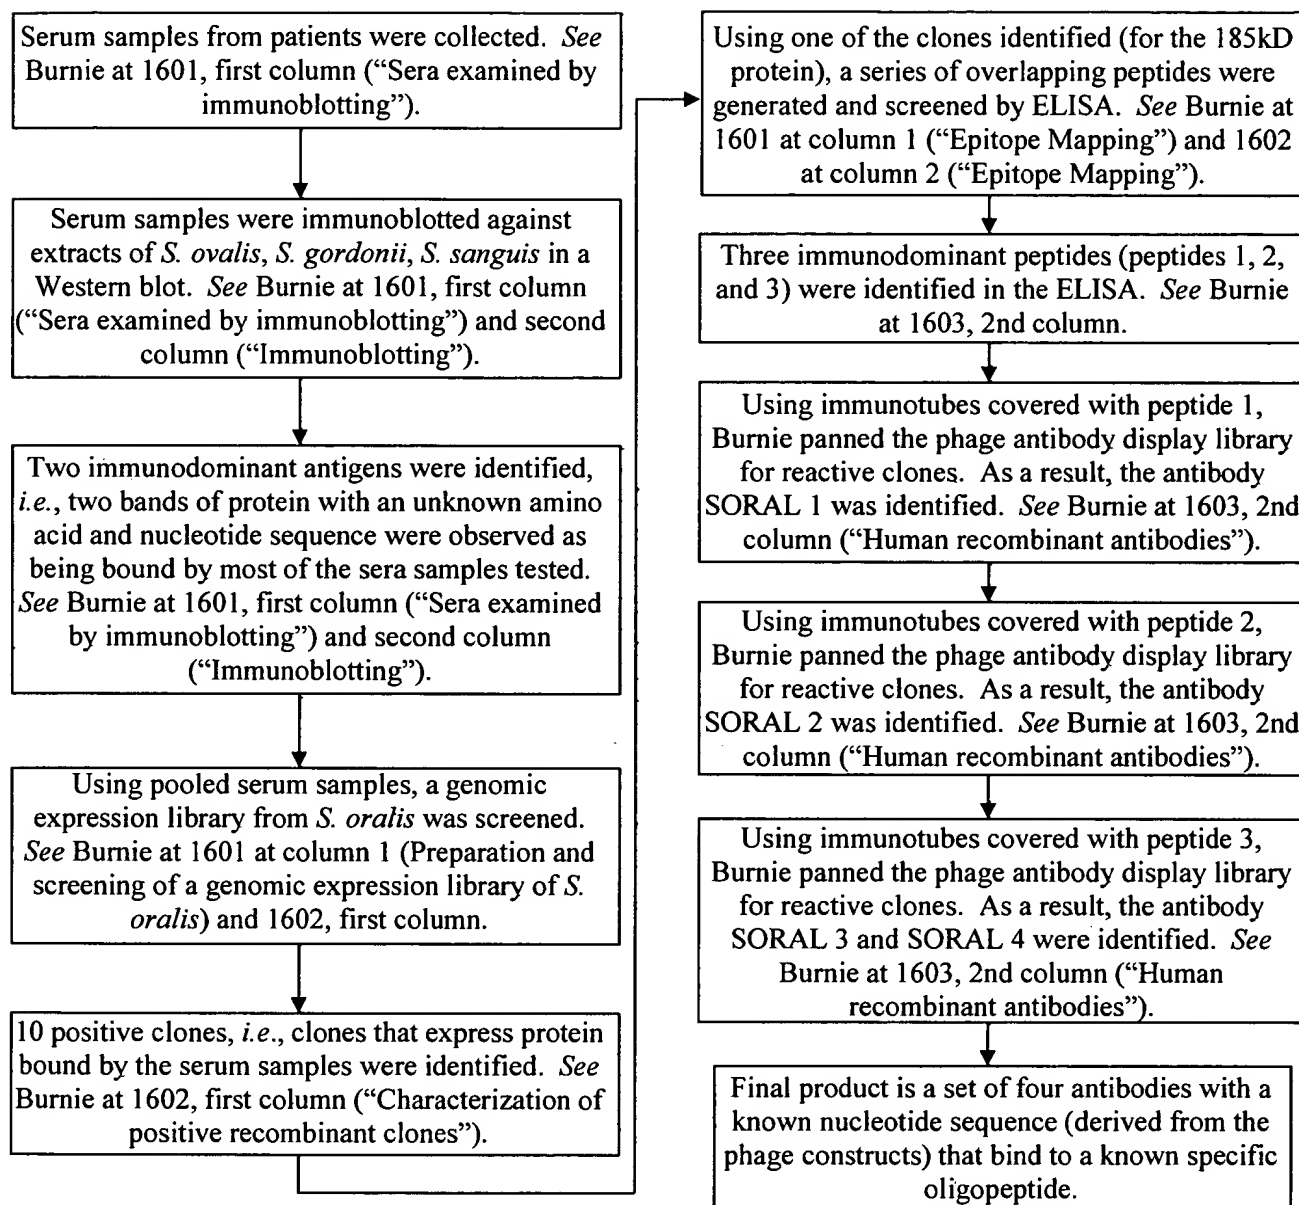 Serum samples from patients were collected. See
Burnie at 1601, first column (“Sera examined by
immunoblotting”).
Serum samples were immunoblotted against
extracts of S. ovalis, S. gordonii, S. sanguis in a
Western blot. See Burnie at 1601, first column
(“Sera examined by immunoblotting”) and second
column (“Immunoblotting”).
Two immunodominant antigens were identified,
i.e., two bands of protein with an unknown amino
acid and nucleotide sequence were observed as
being bound by most of the sera samples tested.
See Burnie at 1601, first column (“Sera examined
by immunoblotting”) and second column
(“Immunoblotting”).
Using pooled serum samples, a genomic
expression library from S. oralis was screened.
See Burnie at 1601 at column 1 (Preparation and
screening of a genomic expression library of S.
oralis) and 1602, first column.
10 positive clones, i.e., clones that express protein
bound by the serum samples were identified. See
Burnie at 1602, first column (“Characterization of
positive recombinant clones”).
Using one of the clones identified (for the 185kD
protein), a series of overlapping peptides were
generated and screened by ELISA. See Burnie at
1601 at column 1 (“Epitope Mapping”) and 1602
at column 2 (“Epitope Mapping”).
Three immunodominant peptides (peptides 1, 2,
and 3) were identified in the ELISA. See Burnie
at 1603, 2nd column.
Using immunotubes covered with peptide 1,
Burnie panned the phage antibody display library
for reactive clones. As a result, the antibody
SORAL 1 was identified. See Burnie at 1603, 2nd
column (“Human recombinant antibodies”).
Using immunotubes covered with peptide 2,
Burnie panned the phage antibody display library
for reactive clones. As a result, the antibody
SORAL 2 was identified. See Burnie at 1603, 2nd
column (“Human recombinant antibodies”).
Using immunotubes covered with peptide 3,
Burnie panned the phage antibody display library
for reactive clones. As a result, the antibody
SORAL 3 and SORAL 4 were identified. See
Burnie at 1603, 2nd column (“Human
recombinant antibodies”).
Final product is a set of four antibodies with a
known nucleotide sequence (derived from the
phage constructs) that bind to a known specific
oligopeptide.